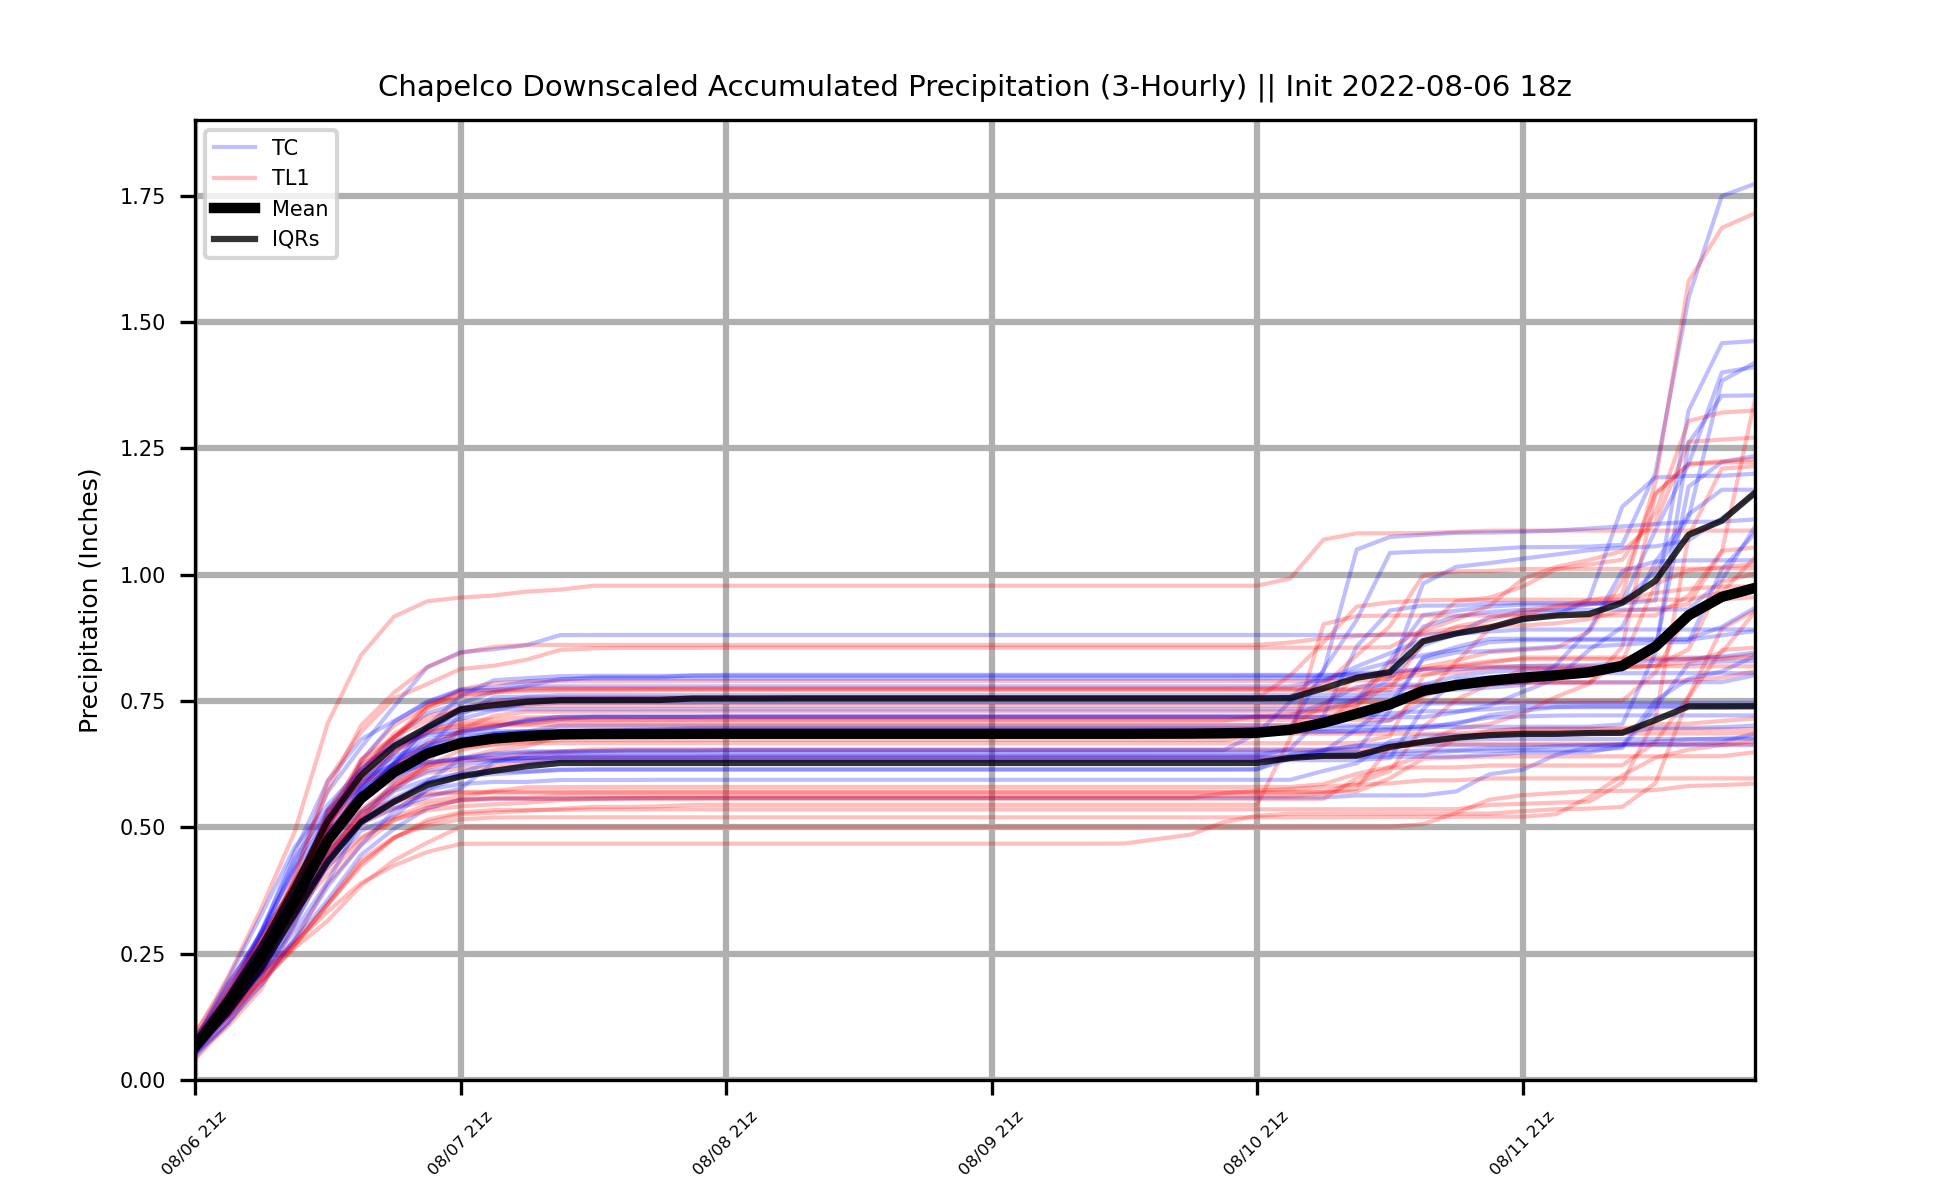 Chapelco Downscaled Accumulated Precipitation (3-Hourly) || Init 2022-08-06 18z
TC
TL1
Mean
IQRs
Precipitation (Inches)
1.75
1.50
1.25
1.00
0.75
0.50
0.25
0.00
08/06 21z
08/07 21z
08/08 21z
08/09 21z
08/10 21z
08/11 21z